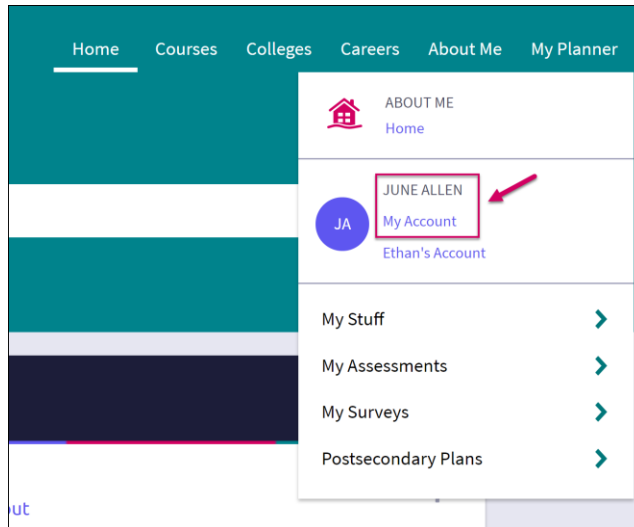 Home Courses Colleges Careers About Me My Planner
ABOUT ME
Home
JUNE ALLEN
JA
My Account
Ethan's Account
My Stuff
My Assessments
My Surveys
Postsecondary Plans